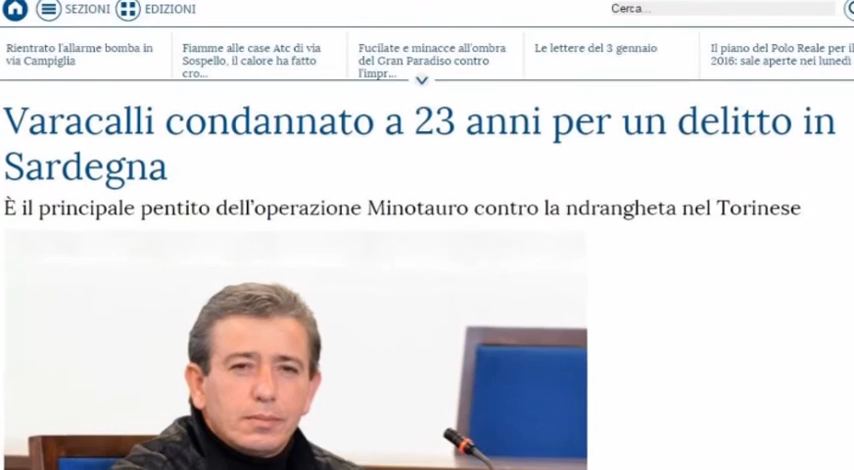 SEZIONI
EDIZIONI
Cerca...
Rientrato l'allarme bomba in
via Campiglia
Fiamme alle case Atc di via
Sospello, il calore ha fatto
cro...
Fucilate e minacce all'ombra
del Gran Paradiso contro
l'impr...
Le lettere del 3 gennaio
Il piano del Polo Reale per il
2016: sale aperte nei lunedì
Varacalli condannato a 23 anni per un delitto in
Sardegna
È il principale pentito dell'operazione Minotauro contro la ndrangheta nel Torinese